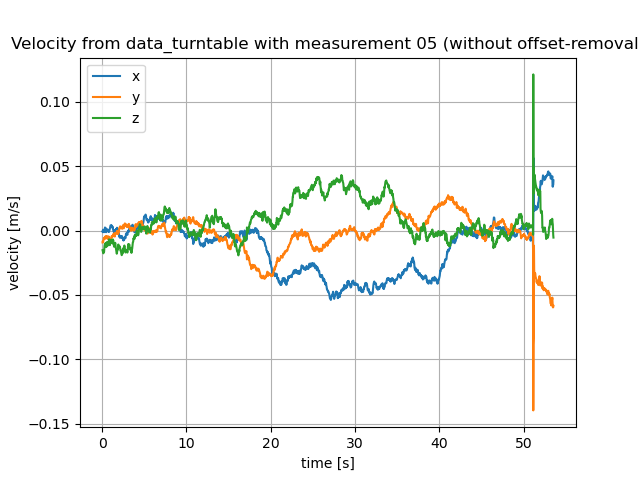 Velocity from data_turntable with measurement 05 (without offset-removal
x
y
z
0.10
0.05
0.00
−0.05
−0.10
−0.15
velocity [m/s]
0
10
20
30
40
50
time [s]